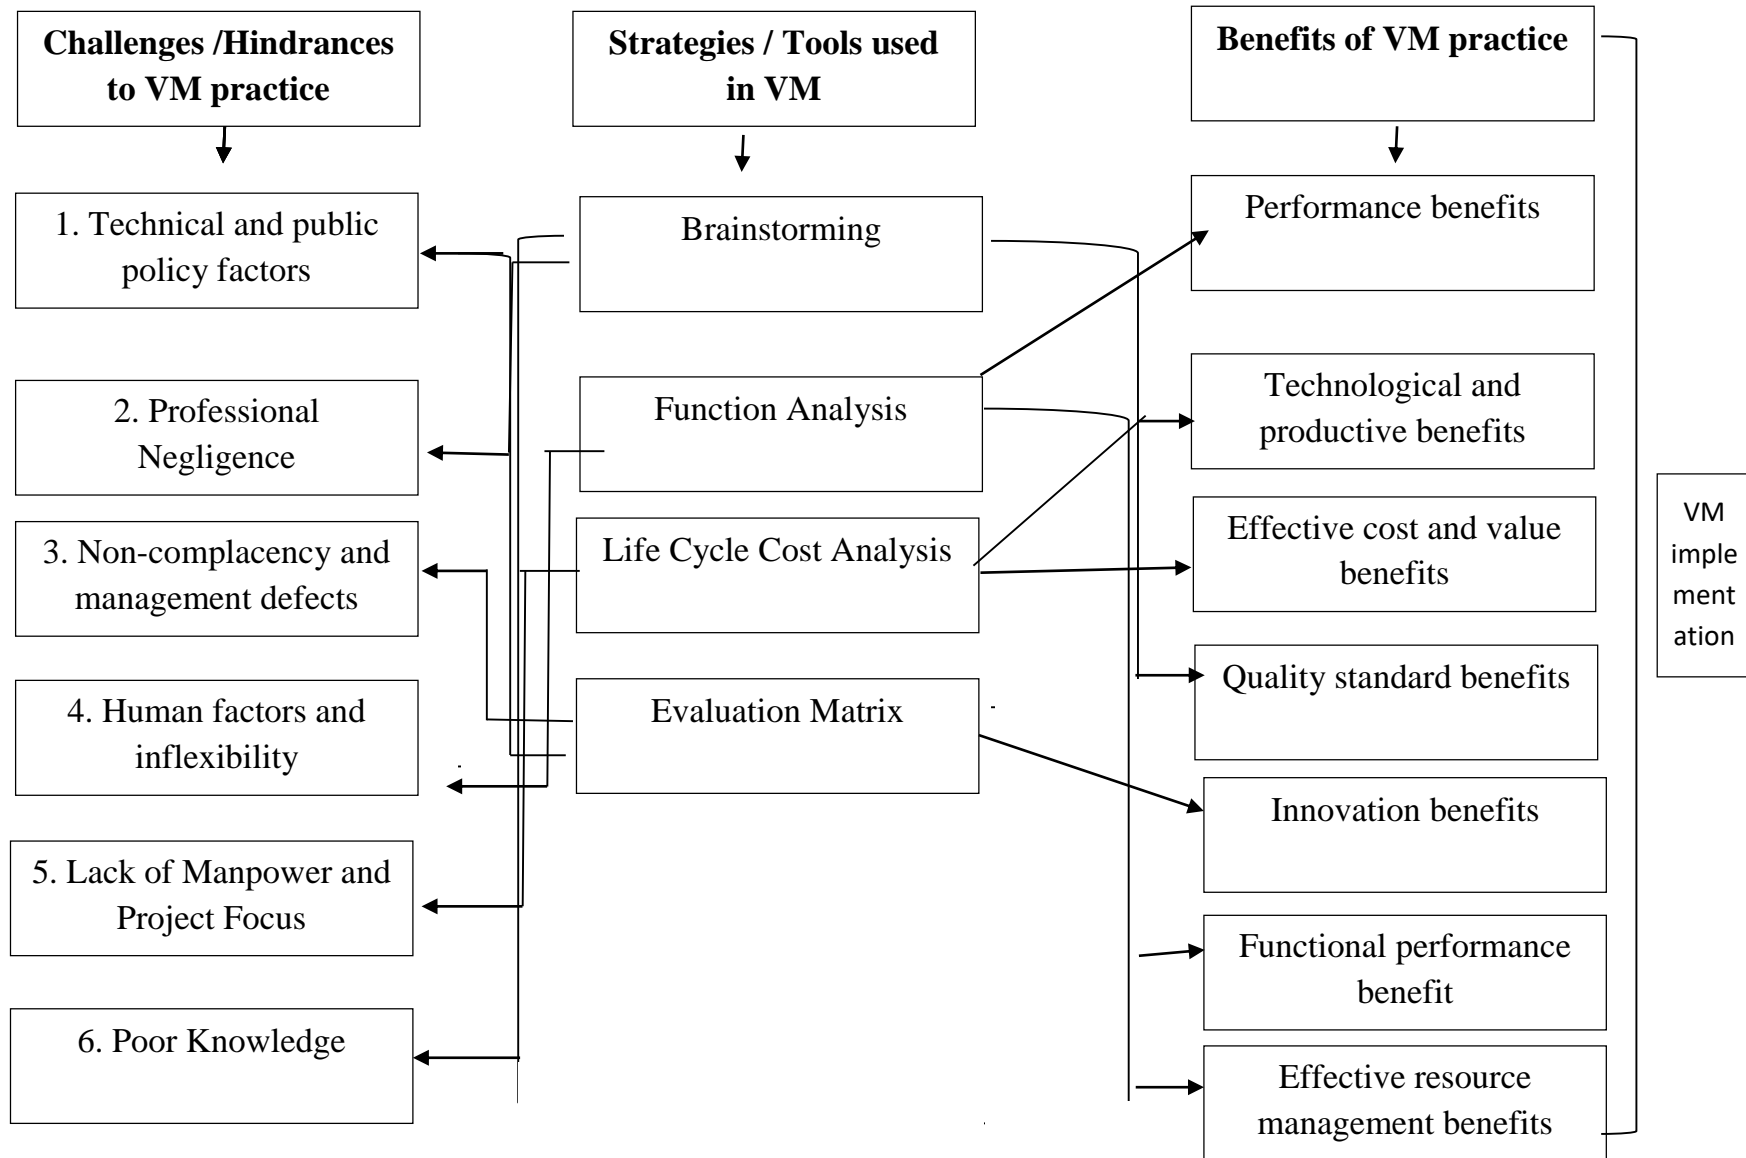 Challenges /Hindrances
to VM practice
1. Technical and public
policy factors
2. Professional
Negligence
3. Non-complacency and
management defects
4. Human factors and
inflexibility
5. Lack of Manpower and
Project Focus
6. Poor Knowledge
Strategies / Tools used
in VM
Brainstorming
Function Analysis
Life Cycle Cost Analysis
Evaluation Matrix
Benefits of VM practice
Performance benefits
Technological and
productive benefits
Effective cost and value
benefits
Quality standard benefits
Innovation benefits
Functional performance
benefit
Effective resource
management benefits
VM
imple
ment
ation